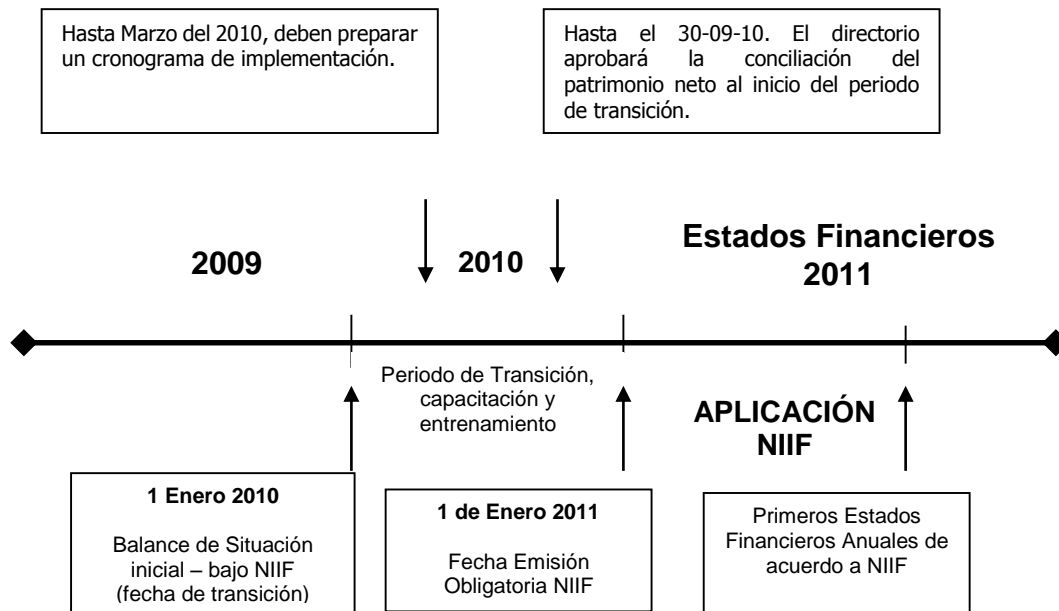 Hasta Marzo del 2010, deben preparar
un cronograma de implementación.
Hasta el 30-09-10. El directorio
aprobará la conciliación del
patrimonio neto al inicio del periodo
de transición.
2009
2010
Estados Financieros
2011
Periodo de Transición,
capacitación y
entrenamiento
APLICACIÓN
NIIF
1 Enero 2010
Balance de Situación
inicial – bajo NIIF
(fecha de transición)
1 de Enero 2011
Fecha Emisión
Obligatoria NIIF
Primeros Estados
Financieros Anuales de
acuerdo a NIIF